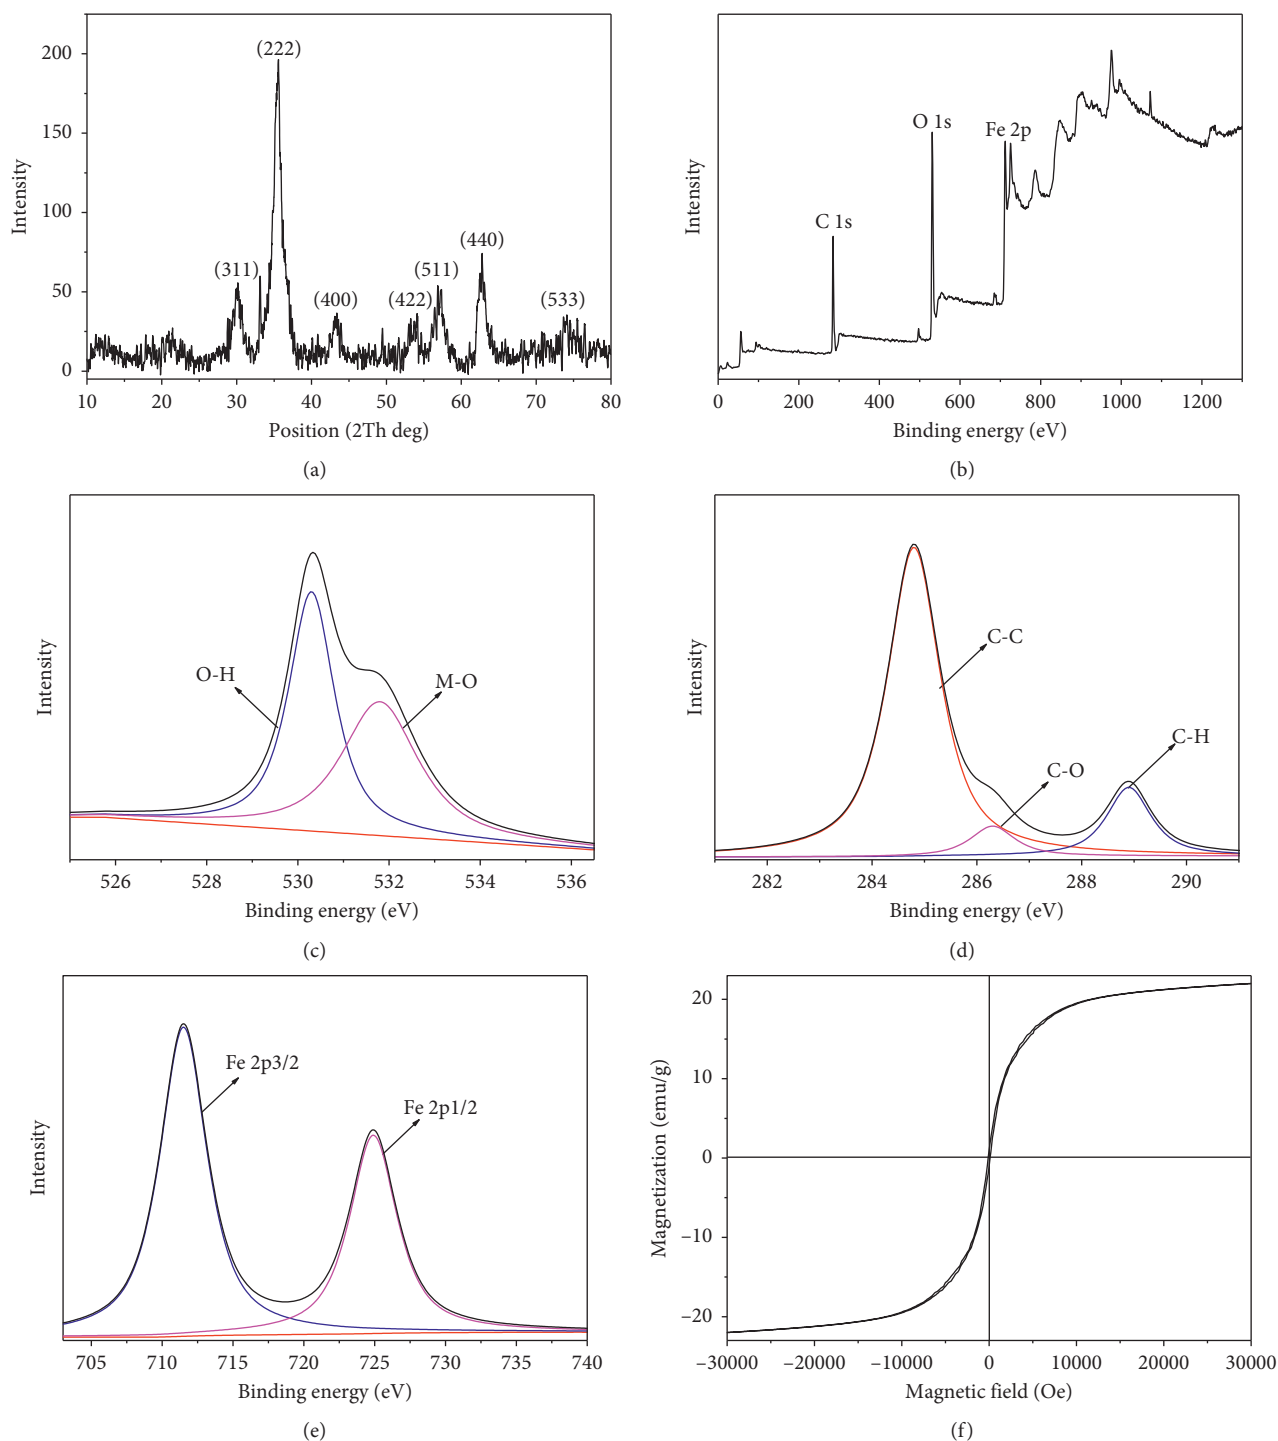 200
150
100
50
0
Intensity
(222)
(311)
(400)
(422)
(511)
(440)
(533)
10 20 30 40 50 60 70 80
Position (2Th deg)
(a)
Intensity
C 1s
O 1s
Fe 2p
0 200 400 600 800 1000 1200
Binding energy (eV)
(b)
Intensity
O-H
M-O
526 528 530 532 534 536
Binding energy (eV)
(c)
Intensity
C-C
C-O
C-H
282 284 286 288 290
Binding energy (eV)
(d)
Intensity
Fe 2p3/2
Fe 2p1/2
705 710 715 720 725 730 735 740
Binding energy (eV)
(e)
Magnetization (emu/g)
20
10
0
−10
−20
−30000 −20000 −10000 0 10000 20000 30000
Magnetic field (Oe)
(f)